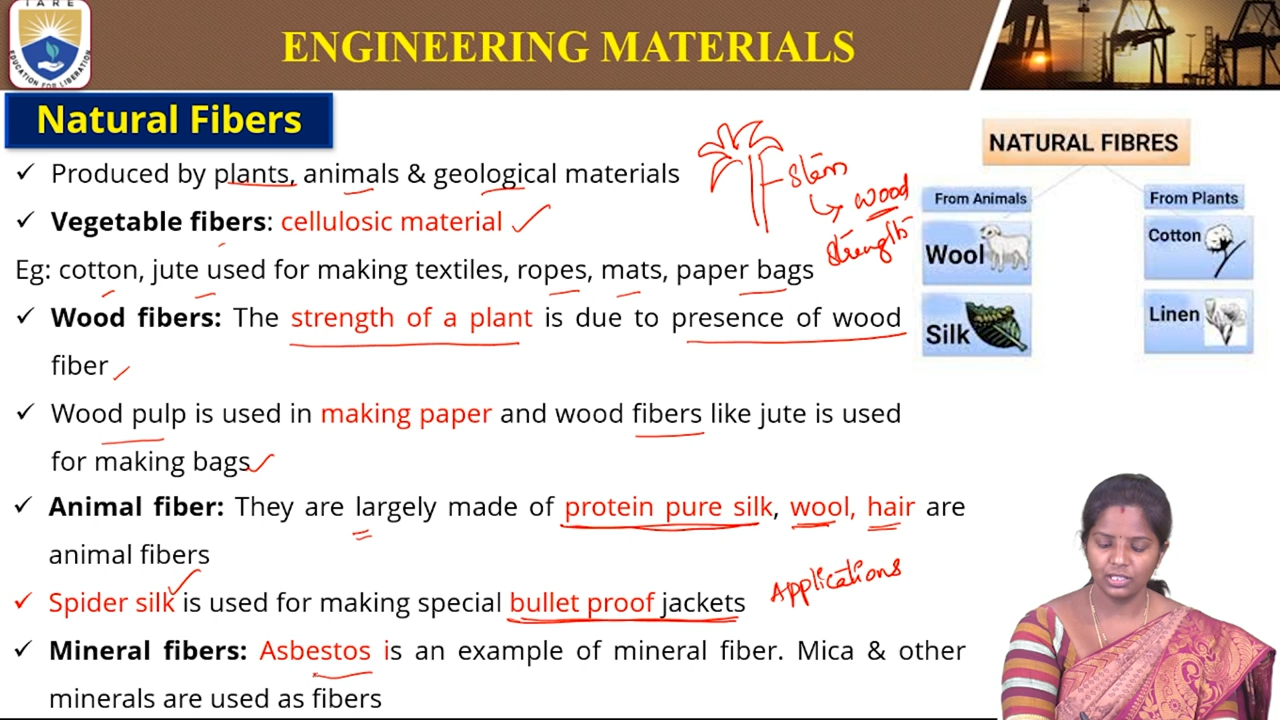 IARE
EDUCATION FOR LIBERATION
ENGINEERING MATERIALS
Natural Fibers
✓ Produced by plants, animals & geological materials
✓ Vegetable fibers: cellusosic material
Eg: cotton, jute used for making textiles, ropes, mats, paper bags
✓ Wood fibers: The strength of a plant is due to presence of wood
fiber
✓ Wood pulp is used in making paper and wood fibers like jute is used
for making bags
✓ Animal fiber: They are largely made of protein pure silk, wool, hair are
animal fibers
✓ Spider silk is used for making special bullet proof jackets
✓ Mineral fibers: Asbestos is an example of mineral fiber. Mica & other
minerals are used as fibers
Stem
wood
strength
Applications
NATURAL FIBRES
From Animals
From Plants
Wool
Cotton
Silk
Linen